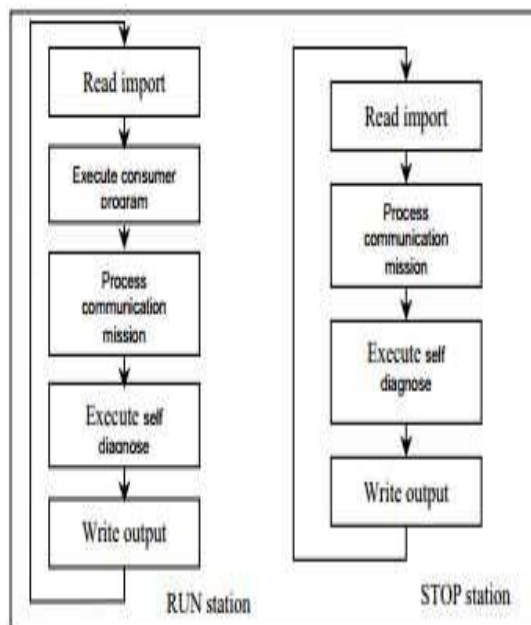 Read import
Execute consumer
program
Process
communication
mission
Execute self
diagnose
Write output
RUN station
Read import
Process
communication
mission
Execute self
diagnose
Write output
STOP station